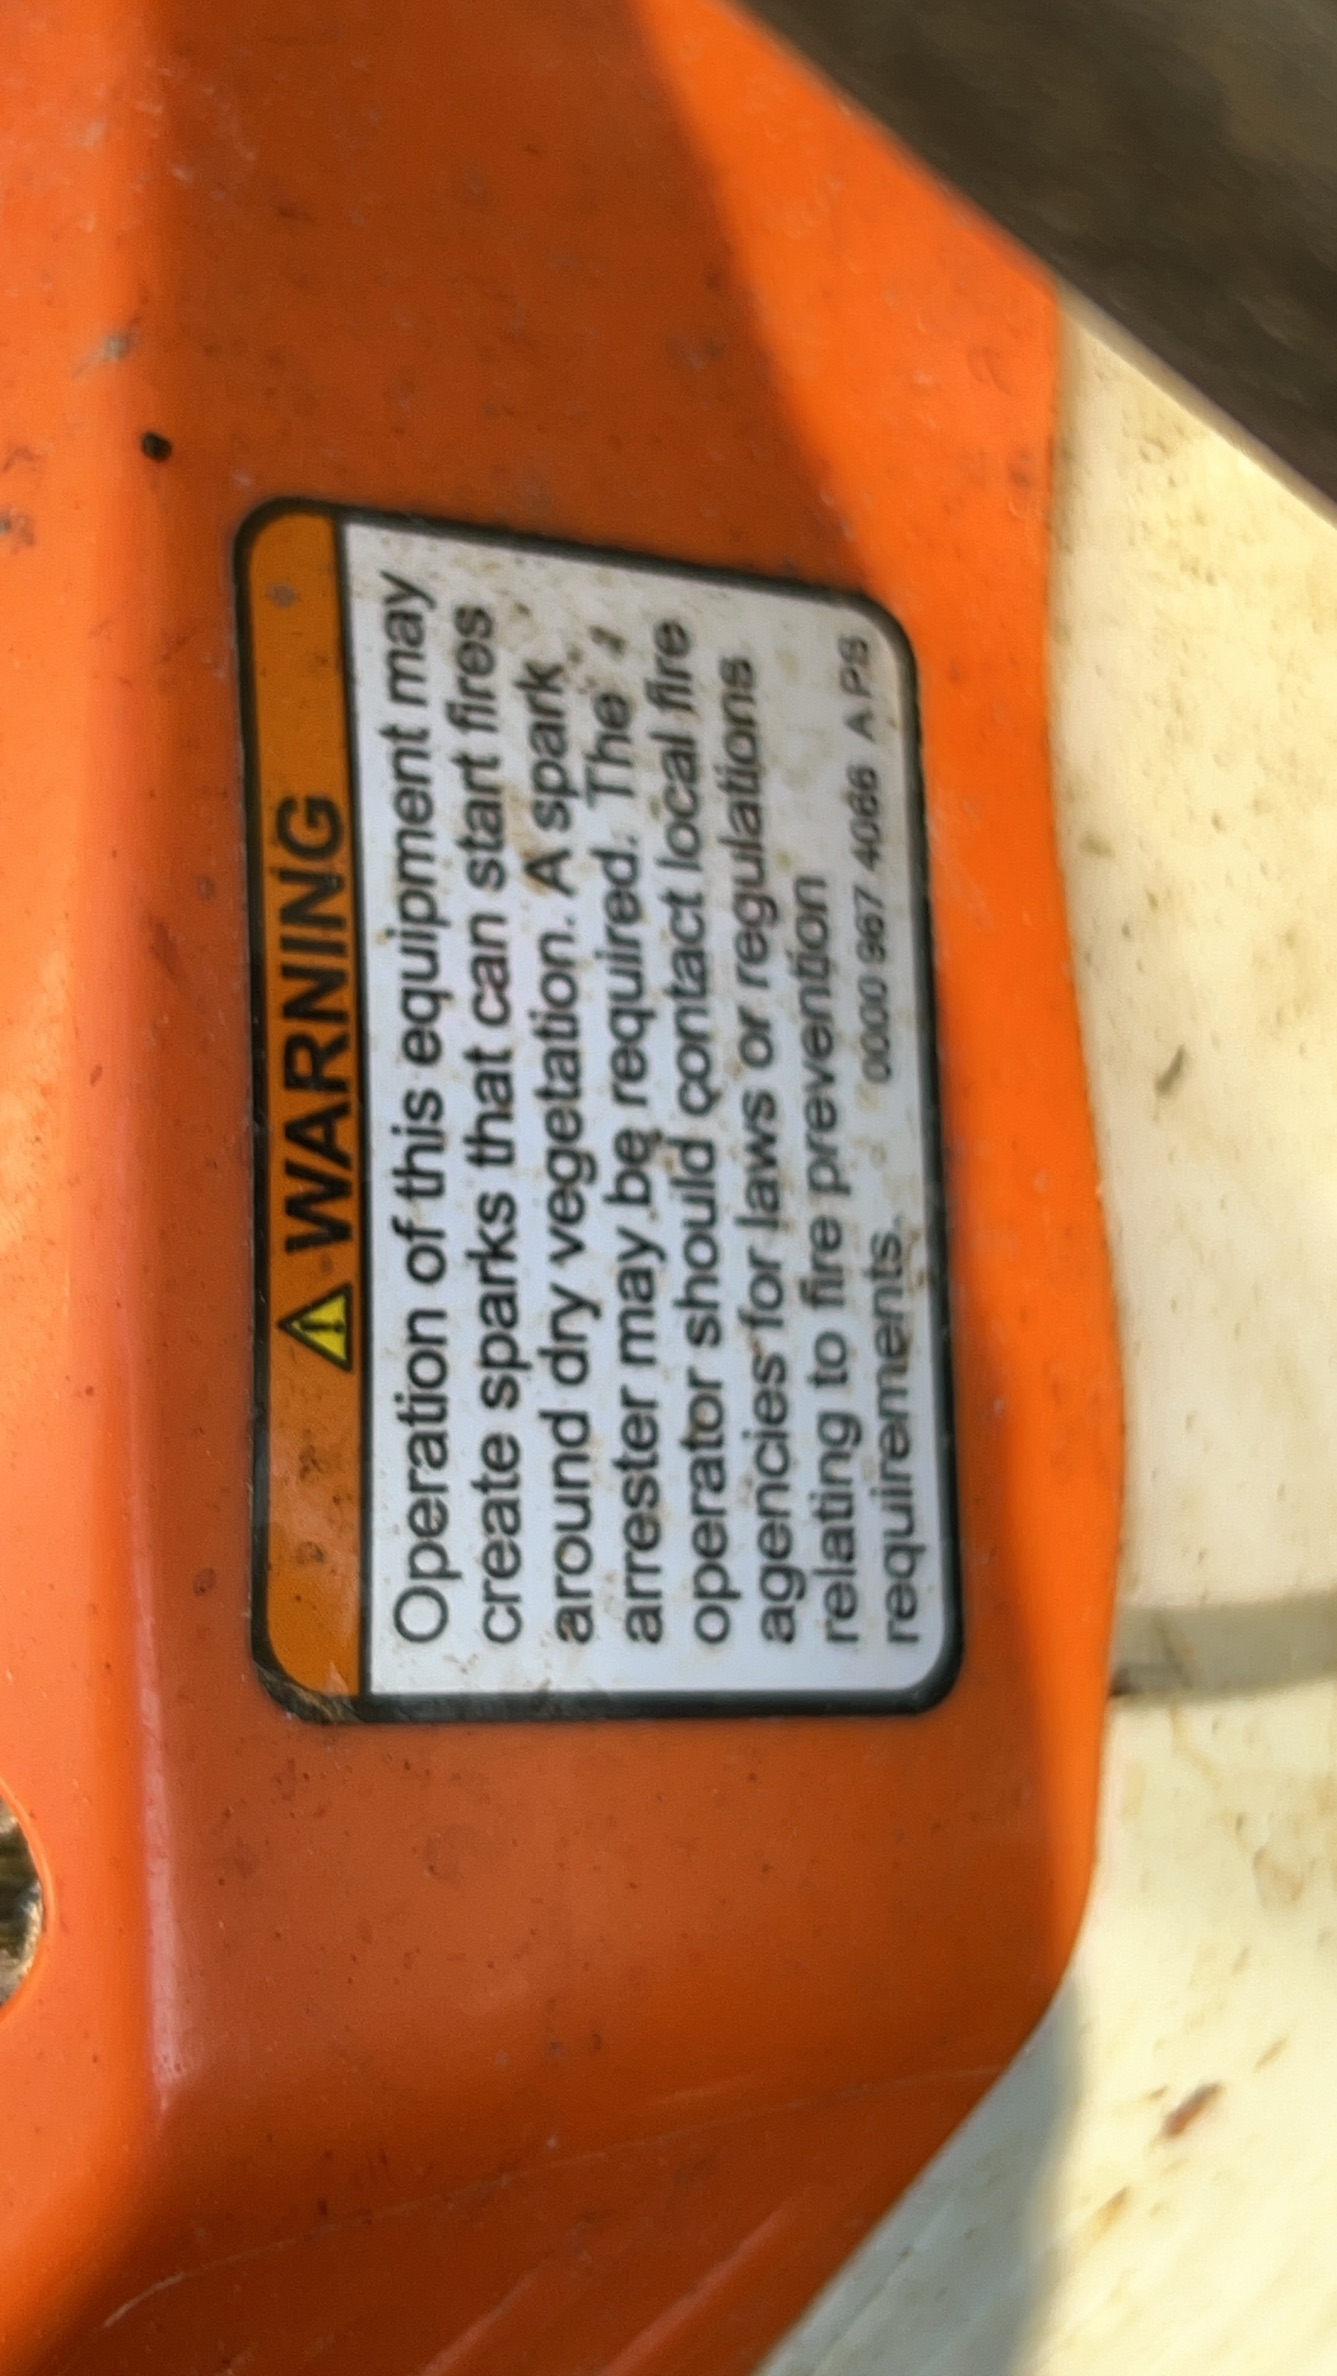 WARNING
Operation of this equipment may
create sparks that can start fires
around dry vegetation. A spark
arrester may be required. The
operator should contact local fire
agencies for laws or regulations
relating to fire prevention
requirements.
0000 967 4066 A PS